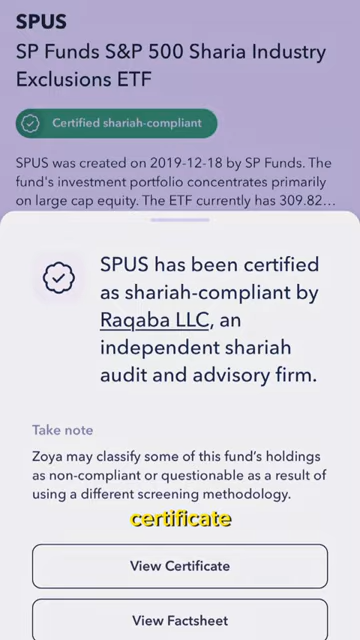 SPUS
SP Funds S&P 500 Sharia Industry
Exclusions ETF
Certified shariah-compliant
SPUS was created on 2019-12-18 by SP Funds. The
fund's investment portfolio concentrates primarily
on large cap equity. The ETF currently has 309.82...
SPUS has been certified
as shariah-compliant by
Raqaba LLC, an
independent shariah
audit and advisory firm.
Take note
Zoya may classify some of this fund's holdings
as non-compliant or questionable as a result of
using a different screening methodology.
certificate
View Certificate
View Factsheet